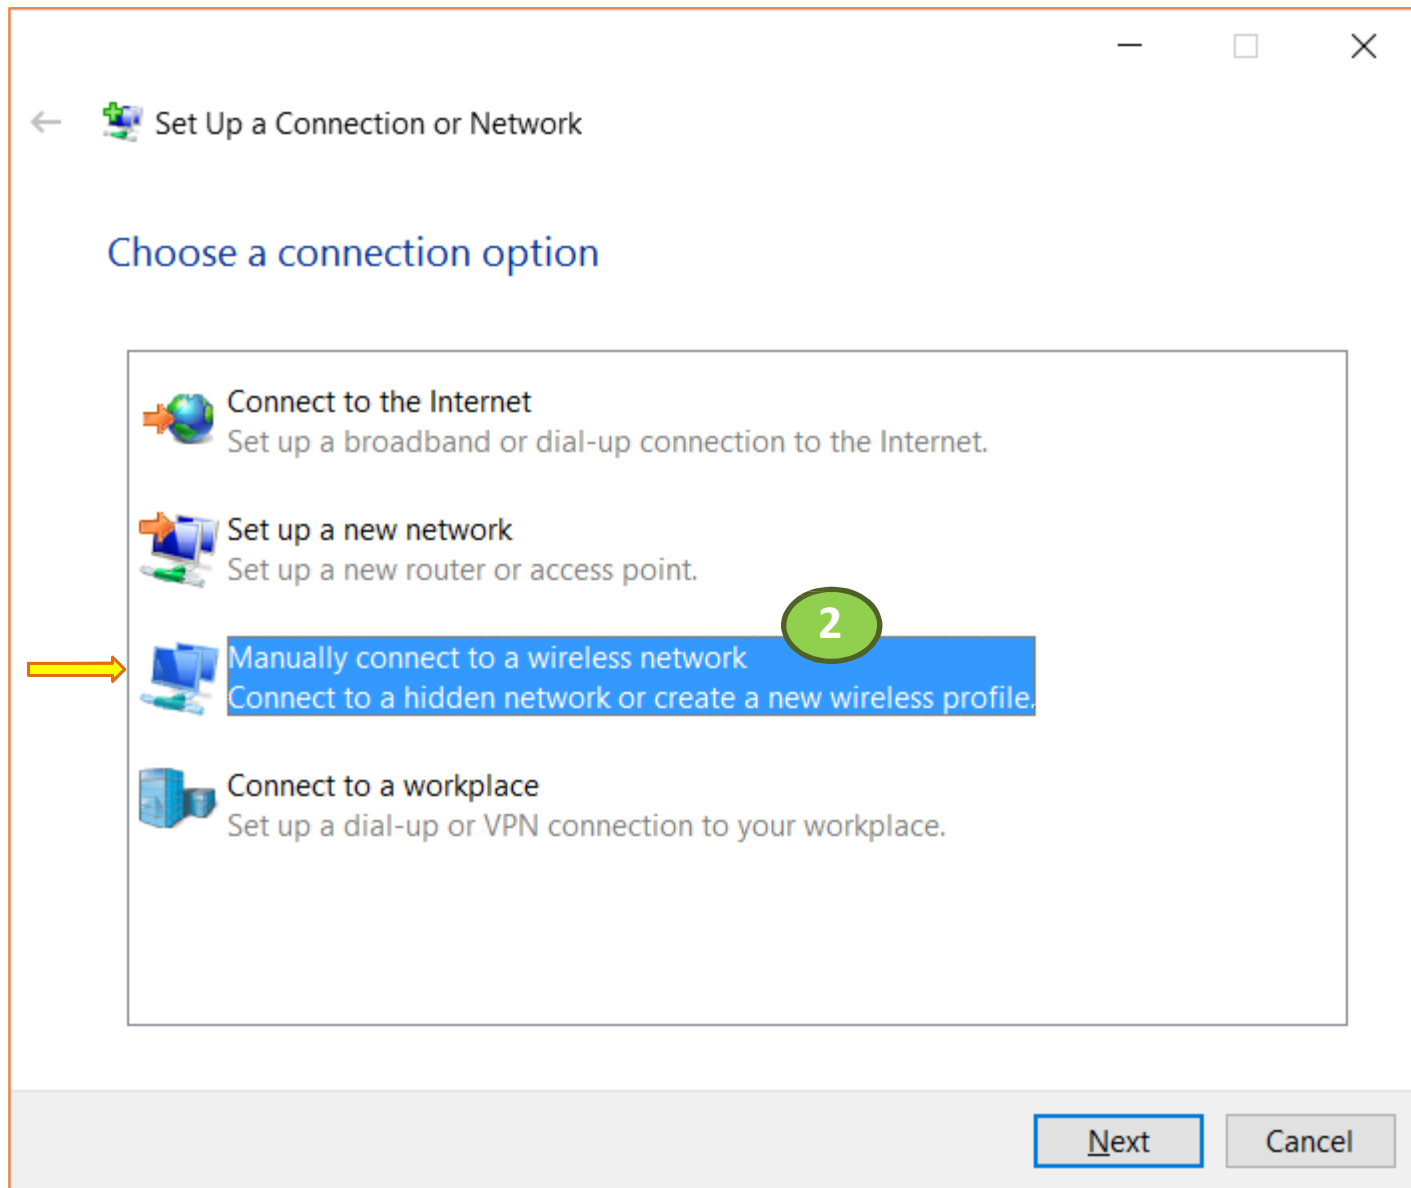 Set Up a Connection or Network
Choose a connection option
Connect to the Internet
Set up a broadband or dial-up connection to the Internet.
Set up a new network
Set up a new router or access point.
2
Manually connect to a wireless network
Connect to a hidden network or create a new wireless profile.
Connect to a workplace
Set up a dial-up or VPN connection to your workplace.
Next
Cancel